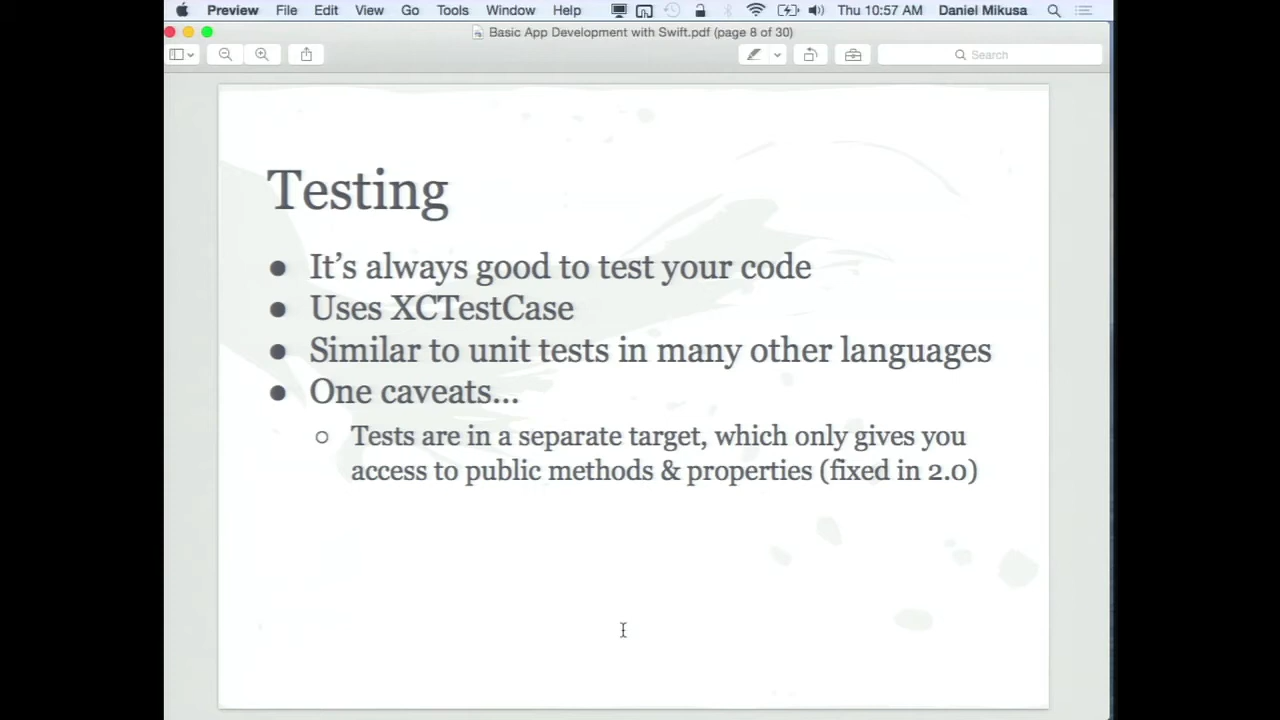 Preview File Edit View Go Tools Window Help Thu 10:57 AM Daniel Mikusa
Basic App Development with Swift.pdf (page 8 of 30)
Search
Testing
● It’s always good to test your code
● Uses XCTestCase
● Similar to unit tests in many other languages
● One caveats...
○ Tests are in a separate target, which only gives you
access to public methods & properties (fixed in 2.0)